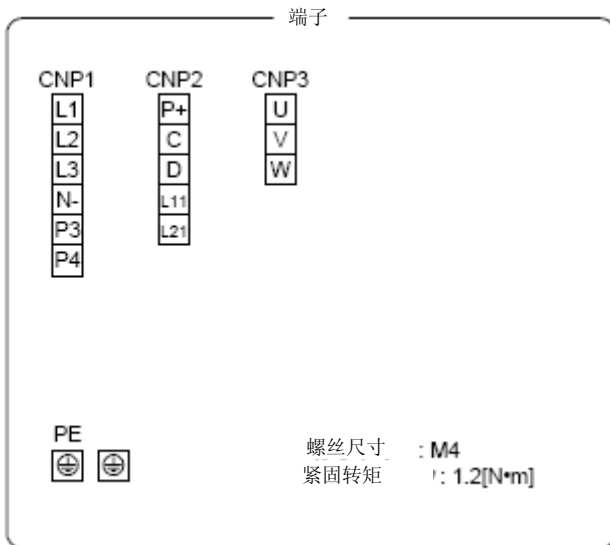 端子
CNP1 CNP2 CNP3
L1 P+ U
L2 C V
L3 D W
N- L11
P3 L21
P4
PE
螺丝尺寸 : M4
紧固转矩 : 1.2[N•m]